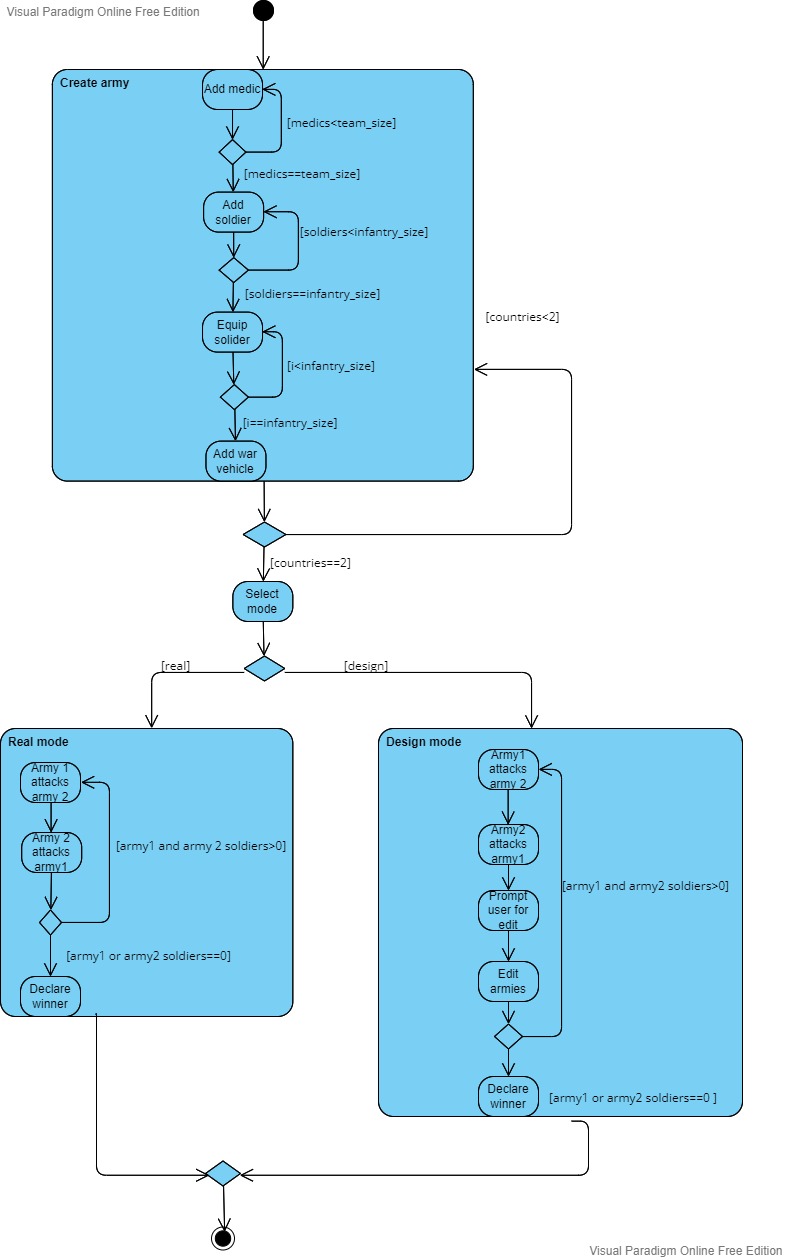 Visual Paradigm Online Free Edition
Create army
Add medic
[medics<team_size]
[medics==team_size]
Add
soldier
[soldiers<infantry_size]
[soldiers==infantry_size]
Equip
solider
[i<infantry_size]
[i==infantry_size]
Add war
vehicle
[countries<2]
[countries==2]
Select
mode
[real]
[design]
Real mode
Army 1
attacks
army 2
Army 2
attacks
army1
[army1 and army 2 soldiers>0]
[army1 or army2 soldiers==0]
Declare
winner
Design mode
Army1
attacks
army 2
Army2
attacks
army1
Prompt
user for
edit
[army1 and army2 soldiers>0]
Edit
armies
Declare
winner
[army1 or army2 soldiers==0 ]
Visual Paradigm Online Free Edition